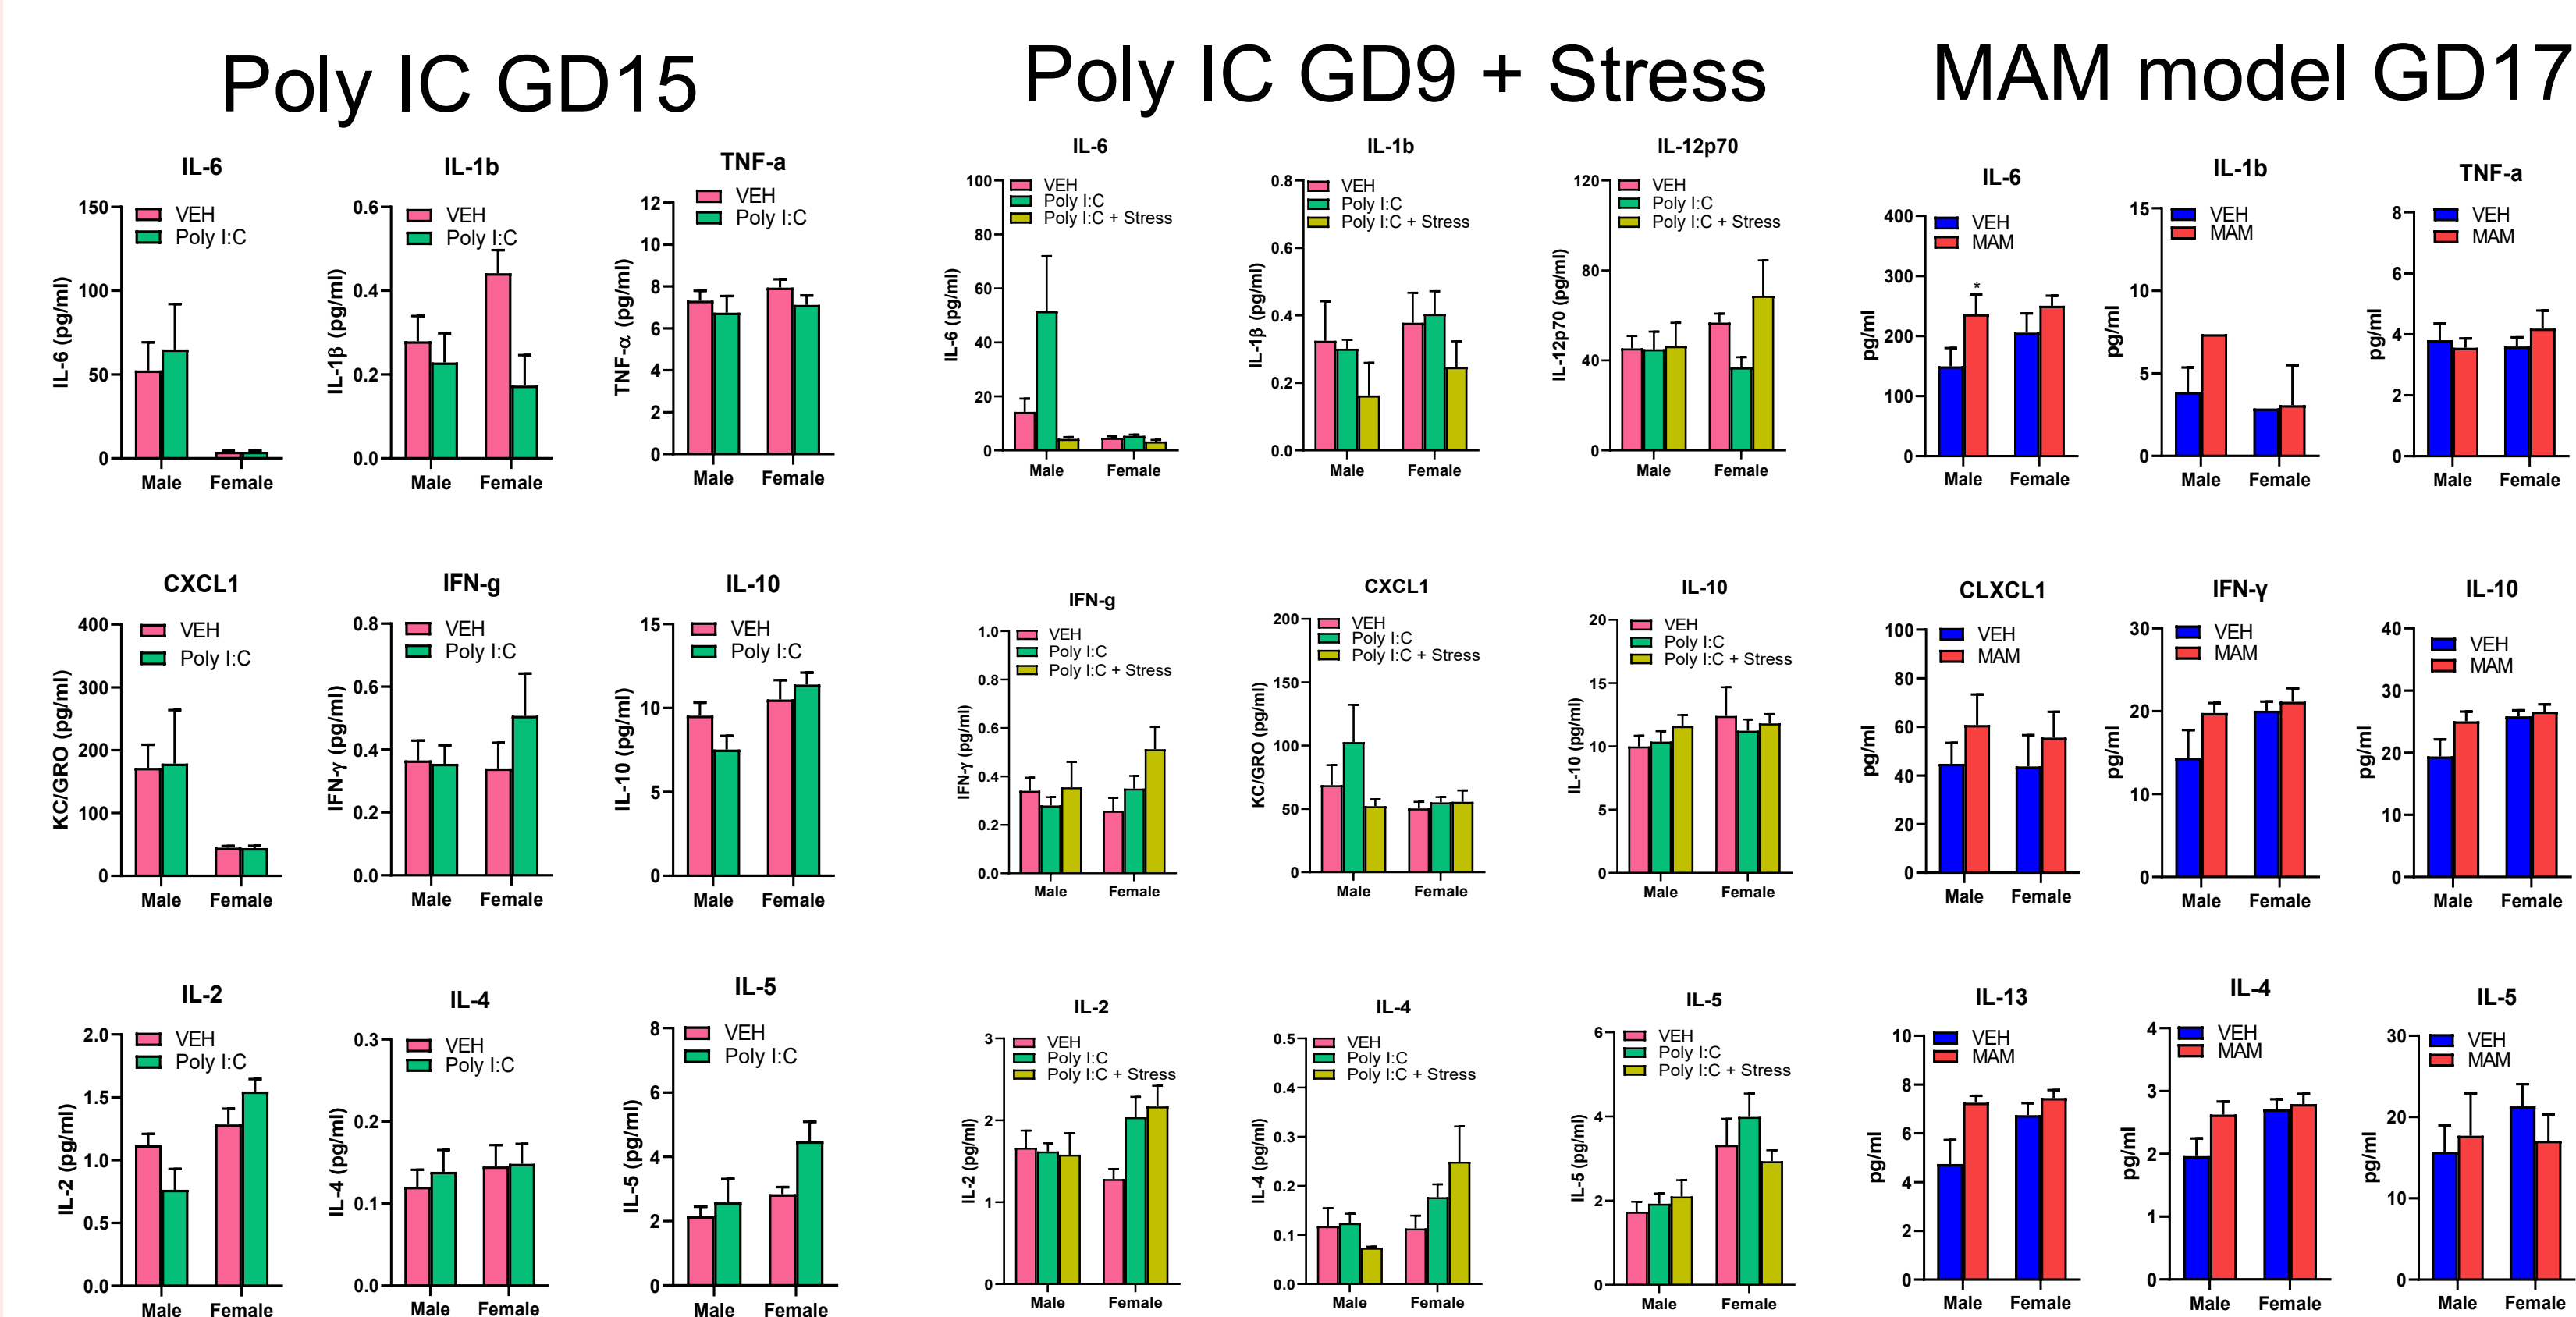 Poly IC GD15
Poly IC GD9 + Stress
MAM model GD17
IL-6
150
100
50
0
IL-6 (pg/ml)
VEH
Poly I:C
Male Female
IL-1b
0.6
0.4
0.2
0.0
IL-1β (pg/ml)
VEH
Poly I:C
Male Female
TNF-a
12
10
8
6
4
2
0
TNF-α (pg/ml)
VEH
Poly I:C
Male Female
IL-6
100
80
60
40
20
0
IL-6 (pg/ml)
VEH
Poly I:C
Poly I:C + Stress
Male Female
IL-1b
0.8
0.6
0.4
0.2
0.0
IL-1β (pg/ml)
VEH
Poly I:C
Poly I:C + Stress
Male Female
IL-12p70
120
80
40
0
IL-12p70 (pg/ml)
VEH
Poly I:C
Poly I:C + Stress
Male Female
IL-6
400
300
200
100
0
pg/ml
VEH
MAM
*
Male Female
IL-1b
15
10
5
0
pg/ml
VEH
MAM
Male Female
TNF-a
8
6
4
2
0
pg/ml
VEH
MAM
Male Female
CXCL1
400
300
200
100
0
KC/GRO (pg/ml)
VEH
Poly I:C
Male Female
IFN-g
0.8
0.6
0.4
0.2
0.0
IFN-γ (pg/ml)
VEH
Poly I:C
Male Female
IL-10
15
10
5
0
IL-10 (pg/ml)
VEH
Poly I:C
Male Female
IFN-g
1.0
0.8
0.6
0.4
0.2
0.0
IFN-γ (pg/ml)
VEH
Poly I:C
Poly I:C + Stress
Male Female
CXCL1
200
150
100
50
0
KC/GRO (pg/ml)
VEH
Poly I:C
Poly I:C + Stress
Male Female
IL-10
20
15
10
5
0
IL-10 (pg/ml)
VEH
Poly I:C
Poly I:C + Stress
Male Female
CLXCL1
100
80
60
40
20
0
pg/ml
VEH
MAM
Male Female
IFN-γ
30
20
10
0
pg/ml
VEH
MAM
Male Female
IL-10
40
30
20
10
0
pg/ml
VEH
MAM
Male Female
IL-2
2.0
1.5
1.0
0.5
0.0
IL-2 (pg/ml)
VEH
Poly I:C
Male Female
IL-4
0.3
0.2
0.1
0.0
IL-4 (pg/ml)
VEH
Poly I:C
Male Female
IL-5
8
6
4
2
0
IL-5 (pg/ml)
VEH
Poly I:C
Male Female
IL-2
3
2
1
0
IL-2 (pg/ml)
VEH
Poly I:C
Poly I:C + Stress
Male Female
IL-4
0.5
0.4
0.3
0.2
0.1
0.0
IL-4 (pg/ml)
VEH
Poly I:C
Poly I:C + Stress
Male Female
IL-5
6
4
2
0
IL-5 (pg/ml)
VEH
Poly I:C
Poly I:C + Stress
Male Female
IL-13
10
8
6
4
2
0
pg/ml
VEH
MAM
Male Female
IL-4
4
3
2
1
0
pg/ml
VEH
MAM
Male Female
IL-5
30
20
10
0
pg/ml
VEH
MAM
Male Female